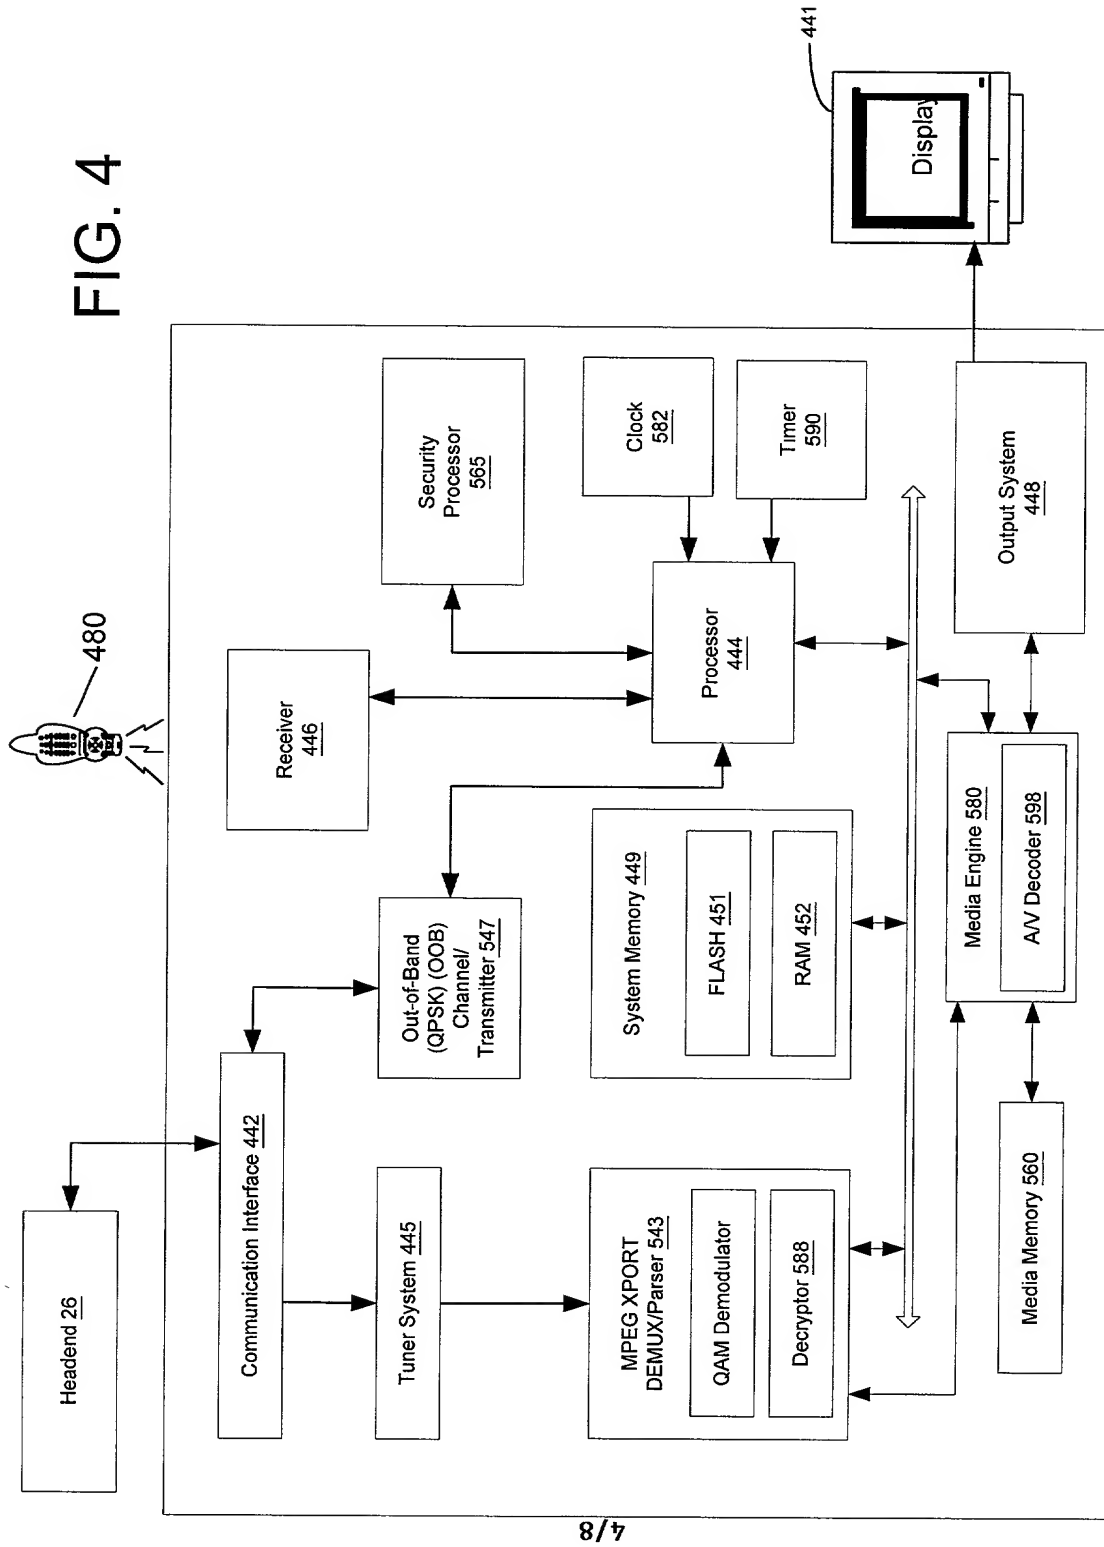 FIG. 4
480
441
Headend 26
Communication Interface 442
Tuner System 445
MPEG XPORT
DEMUX/Parser 543
QAM Demodulator
Decryptor 588
Out-of-Band
(QPSK) (OOB)
Channel/
Transmitter 547
Receiver
446
Security
Processor
565
System Memory 449
FLASH 451
RAM 452
Processor
444
Clock
582
Timer
590
Media Memory 560
Media Engine 580
A/V Decoder 598
Output System
448
Display
4/8